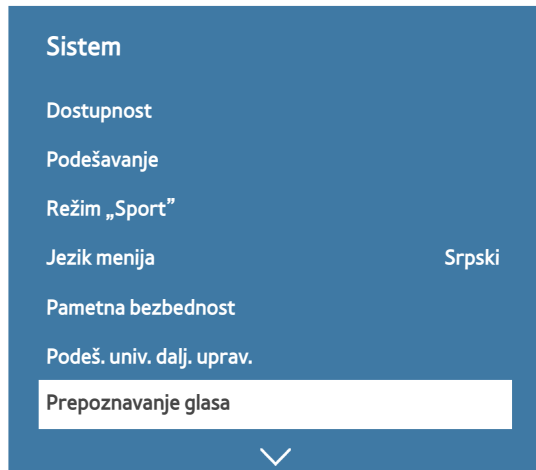 Sistem
Dostupnost
Podešavanje
Režim „Sport”
Jezik menija Srpski
Pametna bezbednost
Podeš. univ. dalj. uprav.
Prepoznavanje glasa